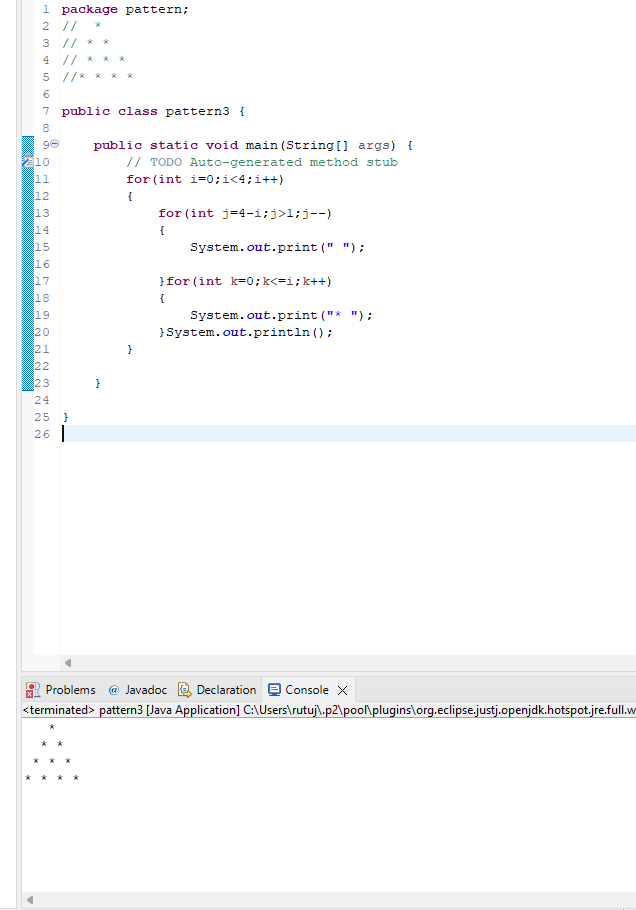 1 package pattern;
2 //  *
3 // * *
4 // * * *
5 //* * * *
6
7 public class pattern3 {
8
9     public static void main(String[] args) {
10         // TODO Auto-generated method stub
11         for(int i=0;i<4;i++)
12         {
13             for(int j=4-i;j>1;j--)
14             {
15                 System.out.print(" ");
16
17             }for(int k=0;k<=i;k++)
18             {
19                 System.out.print("* ");
20             }System.out.println();
21         }
22
23     }
24
25 }
26
Problems @ Javadoc Declaration Console
<terminated> pattern3 [Java Application] C:\Users\rutuj\.p2\pool\plugins\org.eclipse.justj.openjdk.hotspot.jre.full.w
   *
  * *
 * * *
* * * *